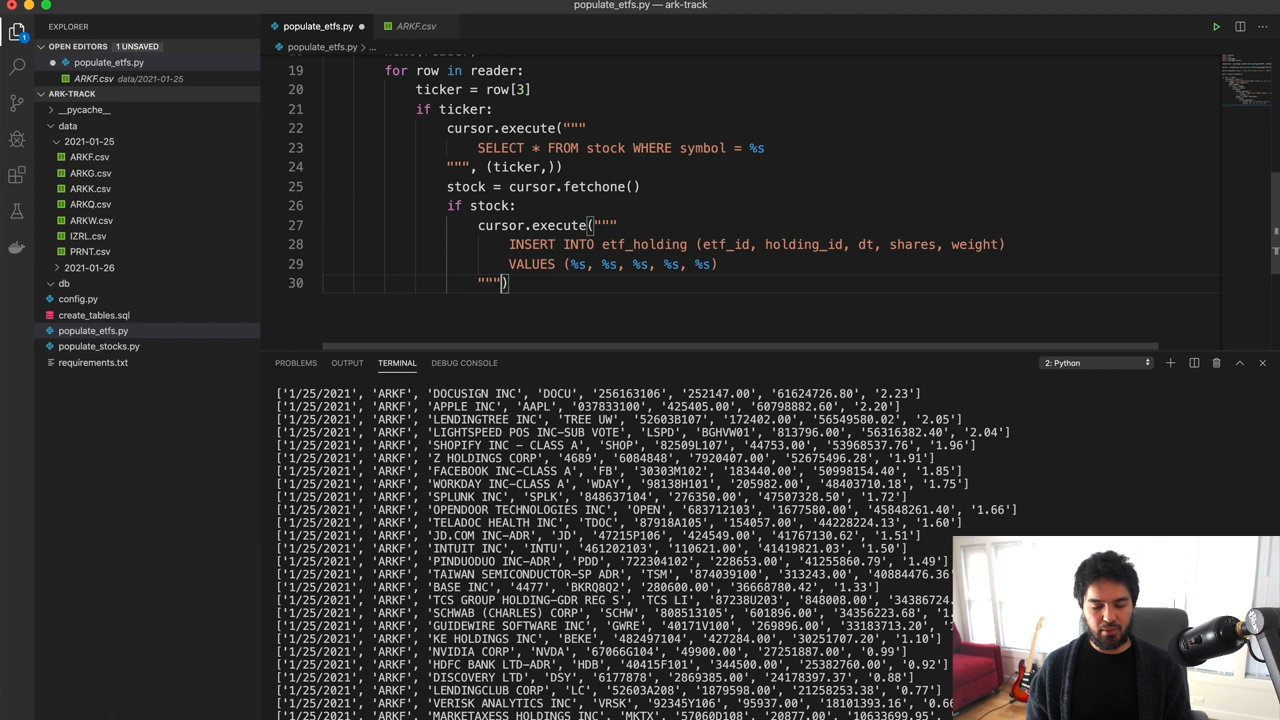 populate_etfs.py — ark-track
EXPLORER
populate_etfs.py
ARKF.csv
OPEN EDITORS 1 UNSAVED
populate_etfs.py > ...
populate_etfs.py
ARKF.csv data/2021-01-25
ARK-TRACK
__pycache__
data
2021-01-25
ARKF.csv
ARKG.csv
ARKK.csv
ARKQ.csv
ARKW.csv
IZRL.csv
PRNT.csv
2021-01-26
db
config.py
create_tables.sql
populate_etfs.py
populate_stocks.py
requirements.txt
19 for row in reader:
20 ticker = row[3]
21 if ticker:
22 cursor.execute("""
23 SELECT * FROM stock WHERE symbol = %s
24 """, (ticker,))
25 stock = cursor.fetchone()
26 if stock:
27 cursor.execute("""
28 INSERT INTO etf_holding (etf_id, holding_id, dt, shares, weight)
29 VALUES (%s, %s, %s, %s, %s)
30 """)
PROBLEMS OUTPUT TERMINAL DEBUG CONSOLE 2: Python
['1/25/2021', 'ARKF', 'DOCUSIGN INC', 'DOCU', '256163106', '252147.00', '61624726.80', '2.23']
['1/25/2021', 'ARKF', 'APPLE INC', 'AAPL', '037833100', '425405.00', '60798882.60', '2.20']
['1/25/2021', 'ARKF', 'LENDINGTREE INC', 'TREE UW', '52603B107', '172402.00', '56549580.02', '2.05']
['1/25/2021', 'ARKF', 'LIGHTSPEED POS INC-SUB VOTE', 'LSPD', 'BGHVW01', '813796.00', '56316382.40', '2.04']
['1/25/2021', 'ARKF', 'SHOPIFY INC - CLASS A', 'SHOP', '82509L107', '44753.00', '53968537.76', '1.96']
['1/25/2021', 'ARKF', 'Z HOLDINGS CORP', '4689', '6084848', '7920407.00', '52675496.28', '1.91']
['1/25/2021', 'ARKF', 'FACEBOOK INC-CLASS A', 'FB', '30303M102', '183440.00', '50998154.40', '1.85']
['1/25/2021', 'ARKF', 'WORKDAY INC-CLASS A', 'WDAY', '98138H101', '205982.00', '48403710.18', '1.75']
['1/25/2021', 'ARKF', 'SPLUNK INC', 'SPLK', '848637104', '276350.00', '47507328.50', '1.72']
['1/25/2021', 'ARKF', 'OPENDOOR TECHNOLOGIES INC', 'OPEN', '683712103', '1677580.00', '45848261.40', '1.66']
['1/25/2021', 'ARKF', 'TELADOC HEALTH INC', 'TDOC', '87918A105', '154057.00', '44228224.13', '1.60']
['1/25/2021', 'ARKF', 'JD.COM INC-ADR', 'JD', '47215P106', '424549.00', '41767130.62', '1.51']
['1/25/2021', 'ARKF', 'INTUIT INC', 'INTU', '461202103', '110621.00', '41419821.03', '1.50']
['1/25/2021', 'ARKF', 'PINDUODUO INC-ADR', 'PDD', '722304102', '228653.00', '41255860.79', '1.49']
['1/25/2021', 'ARKF', 'TAIWAN SEMICONDUCTOR-SP ADR', 'TSM', '874039100', '313243.00', '40884476.36'
['1/25/2021', 'ARKF', 'BASE INC', '4477', 'BKRQ8Q2', '280600.00', '36668780.42', '1.33']
['1/25/2021', 'ARKF', 'TCS GROUP HOLDING-GDR REG S', 'TCS LI', '87238U203', '848008.00', '34386724.
['1/25/2021', 'ARKF', 'SCHWAB (CHARLES) CORP', 'SCHW', '808513105', '601896.00', '34356223.68', '1.
['1/25/2021', 'ARKF', 'GUIDEWIRE SOFTWARE INC', 'GWRE', '40171V100', '269896.00', '33183713.20', '
['1/25/2021', 'ARKF', 'KE HOLDINGS INC', 'BEKE', '482497104', '427284.00', '30251707.20', '1.10']
['1/25/2021', 'ARKF', 'NVIDIA CORP', 'NVDA', '67066G104', '49900.00', '27251887.00', '0.99']
['1/25/2021', 'ARKF', 'HDFC BANK LTD-ADR', 'HDB', '40415F101', '344500.00', '25382760.00', '0.92']
['1/25/2021', 'ARKF', 'DISCOVERY LTD', 'DSY', '6177878', '2869385.00', '24178397.37', '0.88']
['1/25/2021', 'ARKF', 'LENDINGCLUB CORP', 'LC', '52603A208', '1879598.00', '21258253.38', '0.77']
['1/25/2021', 'ARKF', 'VERISK ANALYTICS INC', 'VRSK', '92345Y106', '95937.00', '18101393.16', '0.66
['1/25/2021', 'ARKF', 'MARKETAXESS HOLDINGS INC', 'MKTX', '57060D108', '20877.00', '10633699.95',